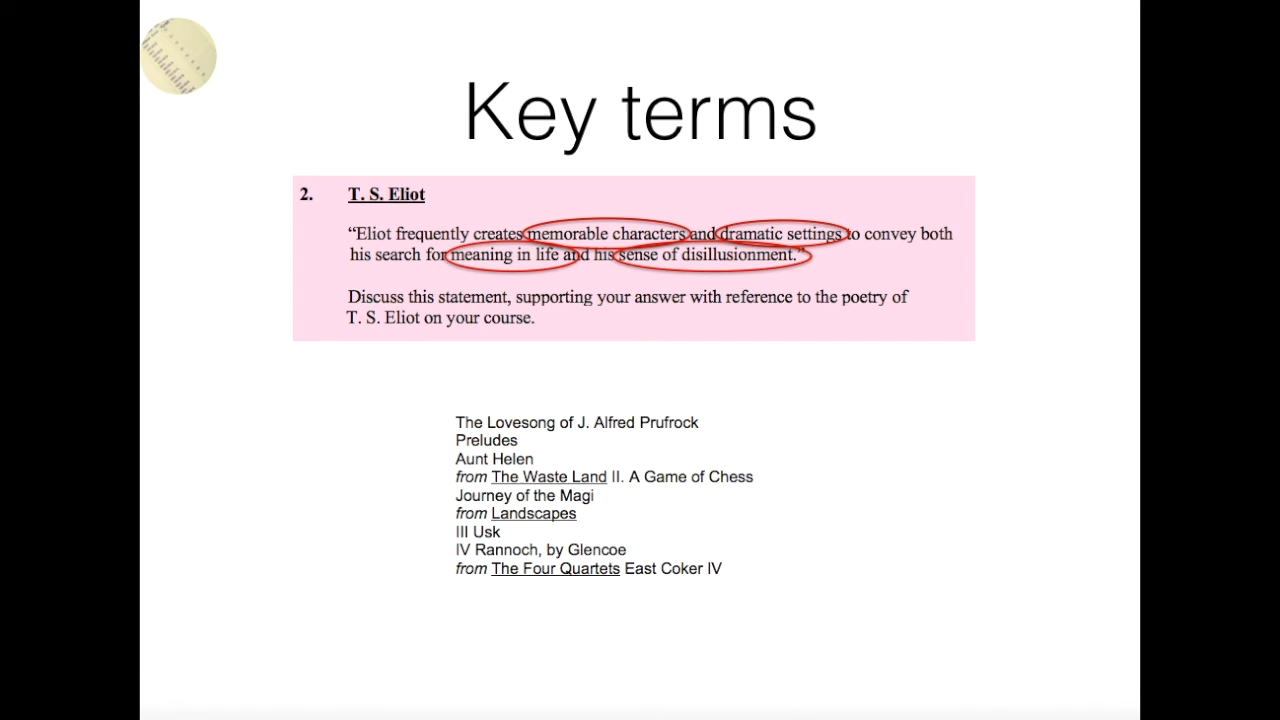 Key terms
2. T. S. Eliot
“Eliot frequently creates memorable characters and dramatic settings to convey both
his search for meaning in life and his sense of disillusionment.”
Discuss this statement, supporting your answer with reference to the poetry of
T. S. Eliot on your course.
The Lovesong of J. Alfred Prufrock
Preludes
Aunt Helen
from The Waste Land II. A Game of Chess
Journey of the Magi
from Landscapes
III Usk
IV Rannoch, by Glencoe
from The Four Quartets East Coker IV